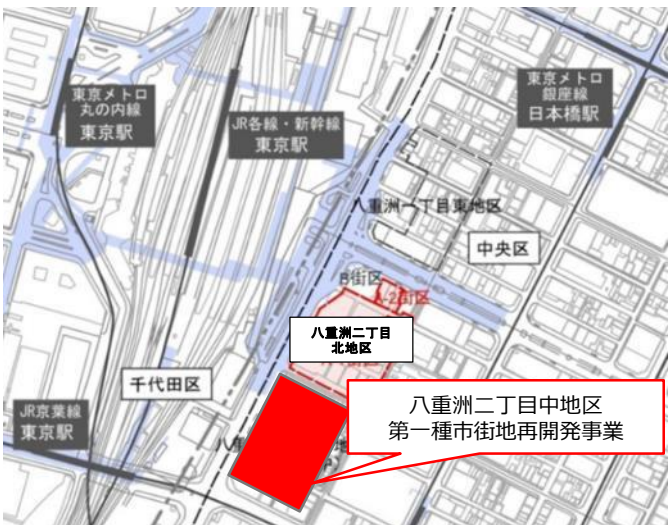 東京メトロ
丸の内線
東京駅
JR各線・新幹線
東京駅
東京メトロ
銀座線
日本橋駅
八重洲一丁目東地区
中央区
B街区
A-2街区
八重洲二丁目
北地区
千代田区
JR京葉線
東京駅
八重洲二丁目中地区
第一種市街地再開発事業